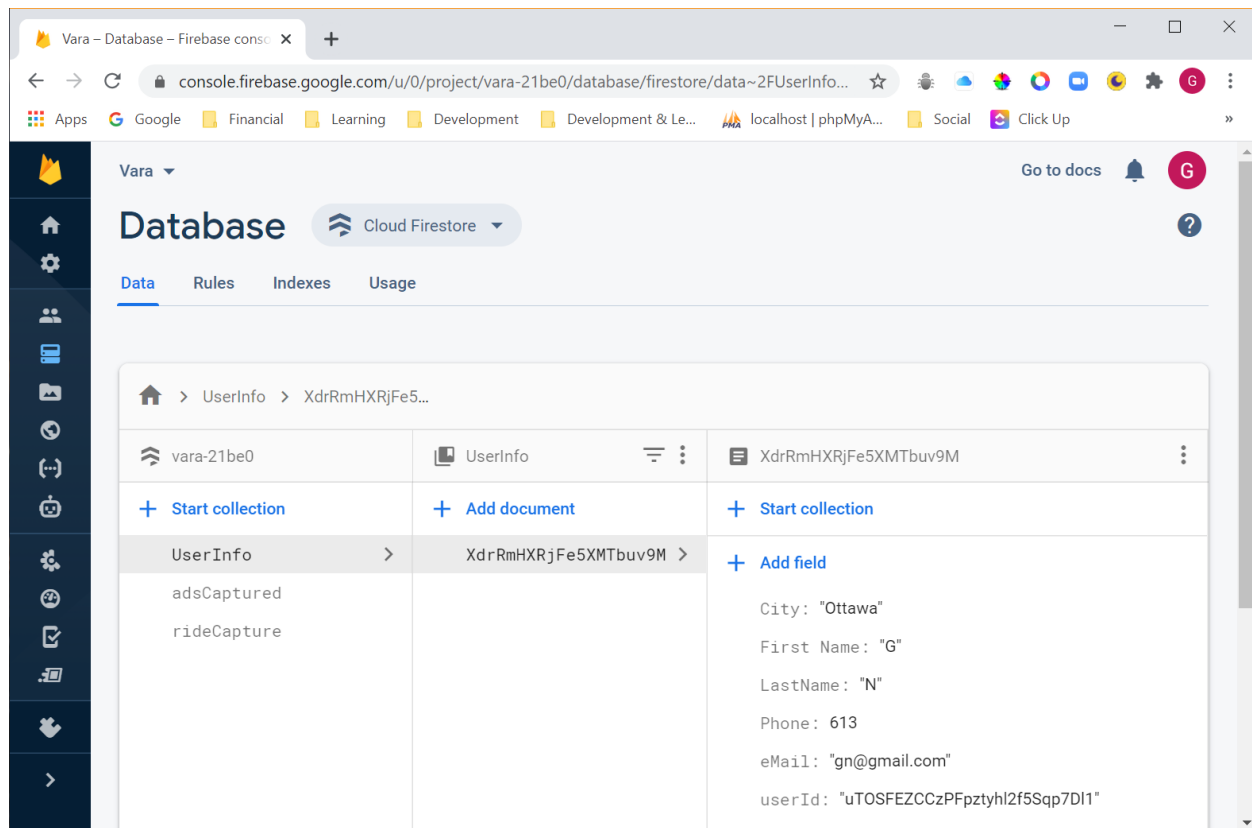 Vara – Database – Firebase conso
console.firebase.google.com/u/0/project/vara-21be0/database/firestore/data~2FUserInfo...
G
Apps
Google
Financial
Learning
Development
Development & Le...
PMA
localhost | phpMyA...
Social
Click Up
»
Vara
Go to docs
G
Database
Cloud Firestore
?
Data
Rules
Indexes
Usage
UserInfo
XdrRmHXRjFe5...
vara-21be0
UserInfo
XdrRmHXRjFe5XMTbuv9M
+ Start collection
+ Add document
+ Start collection
UserInfo
XdrRmHXRjFe5XMTbuv9M
+ Add field
adsCaptured
rideCapture
City: "Ottawa"
First Name: "G"
LastName: "N"
Phone: 613
eMail: "gn@gmail.com"
userId: "uTOSFEZCCzPFpztyhl2f5Sqp7Dl1"